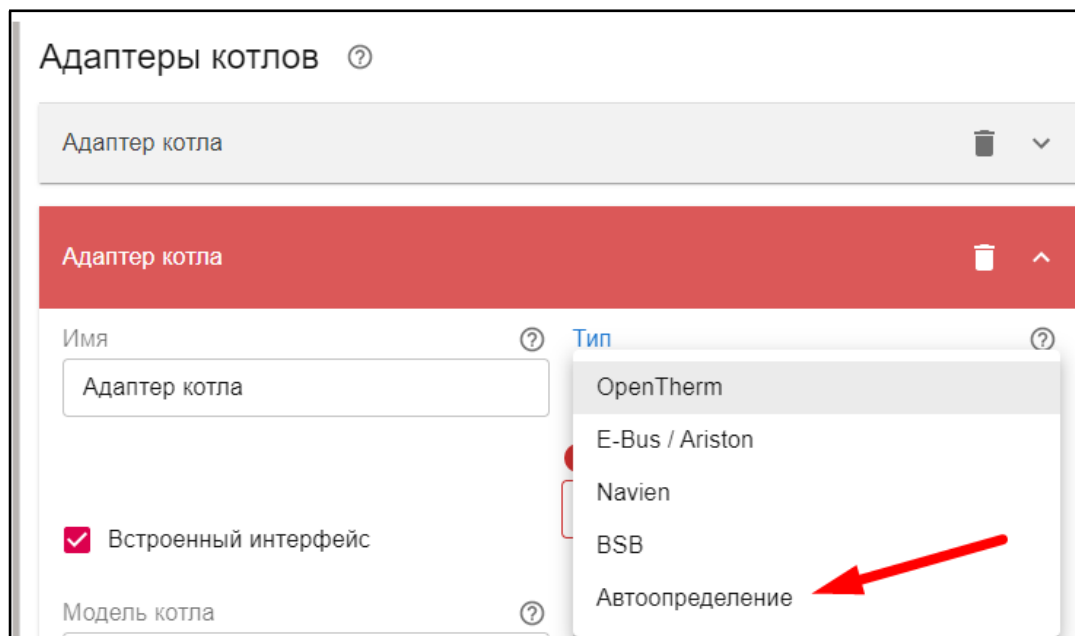 Адаптеры котлов
Адаптер котла
Адаптер котла
Имя
Тип
Адаптер котла
OpenTherm
E-Bus / Ariston
Navien
BSB
Автоопределение
Встроенный интерфейс
Модель котла